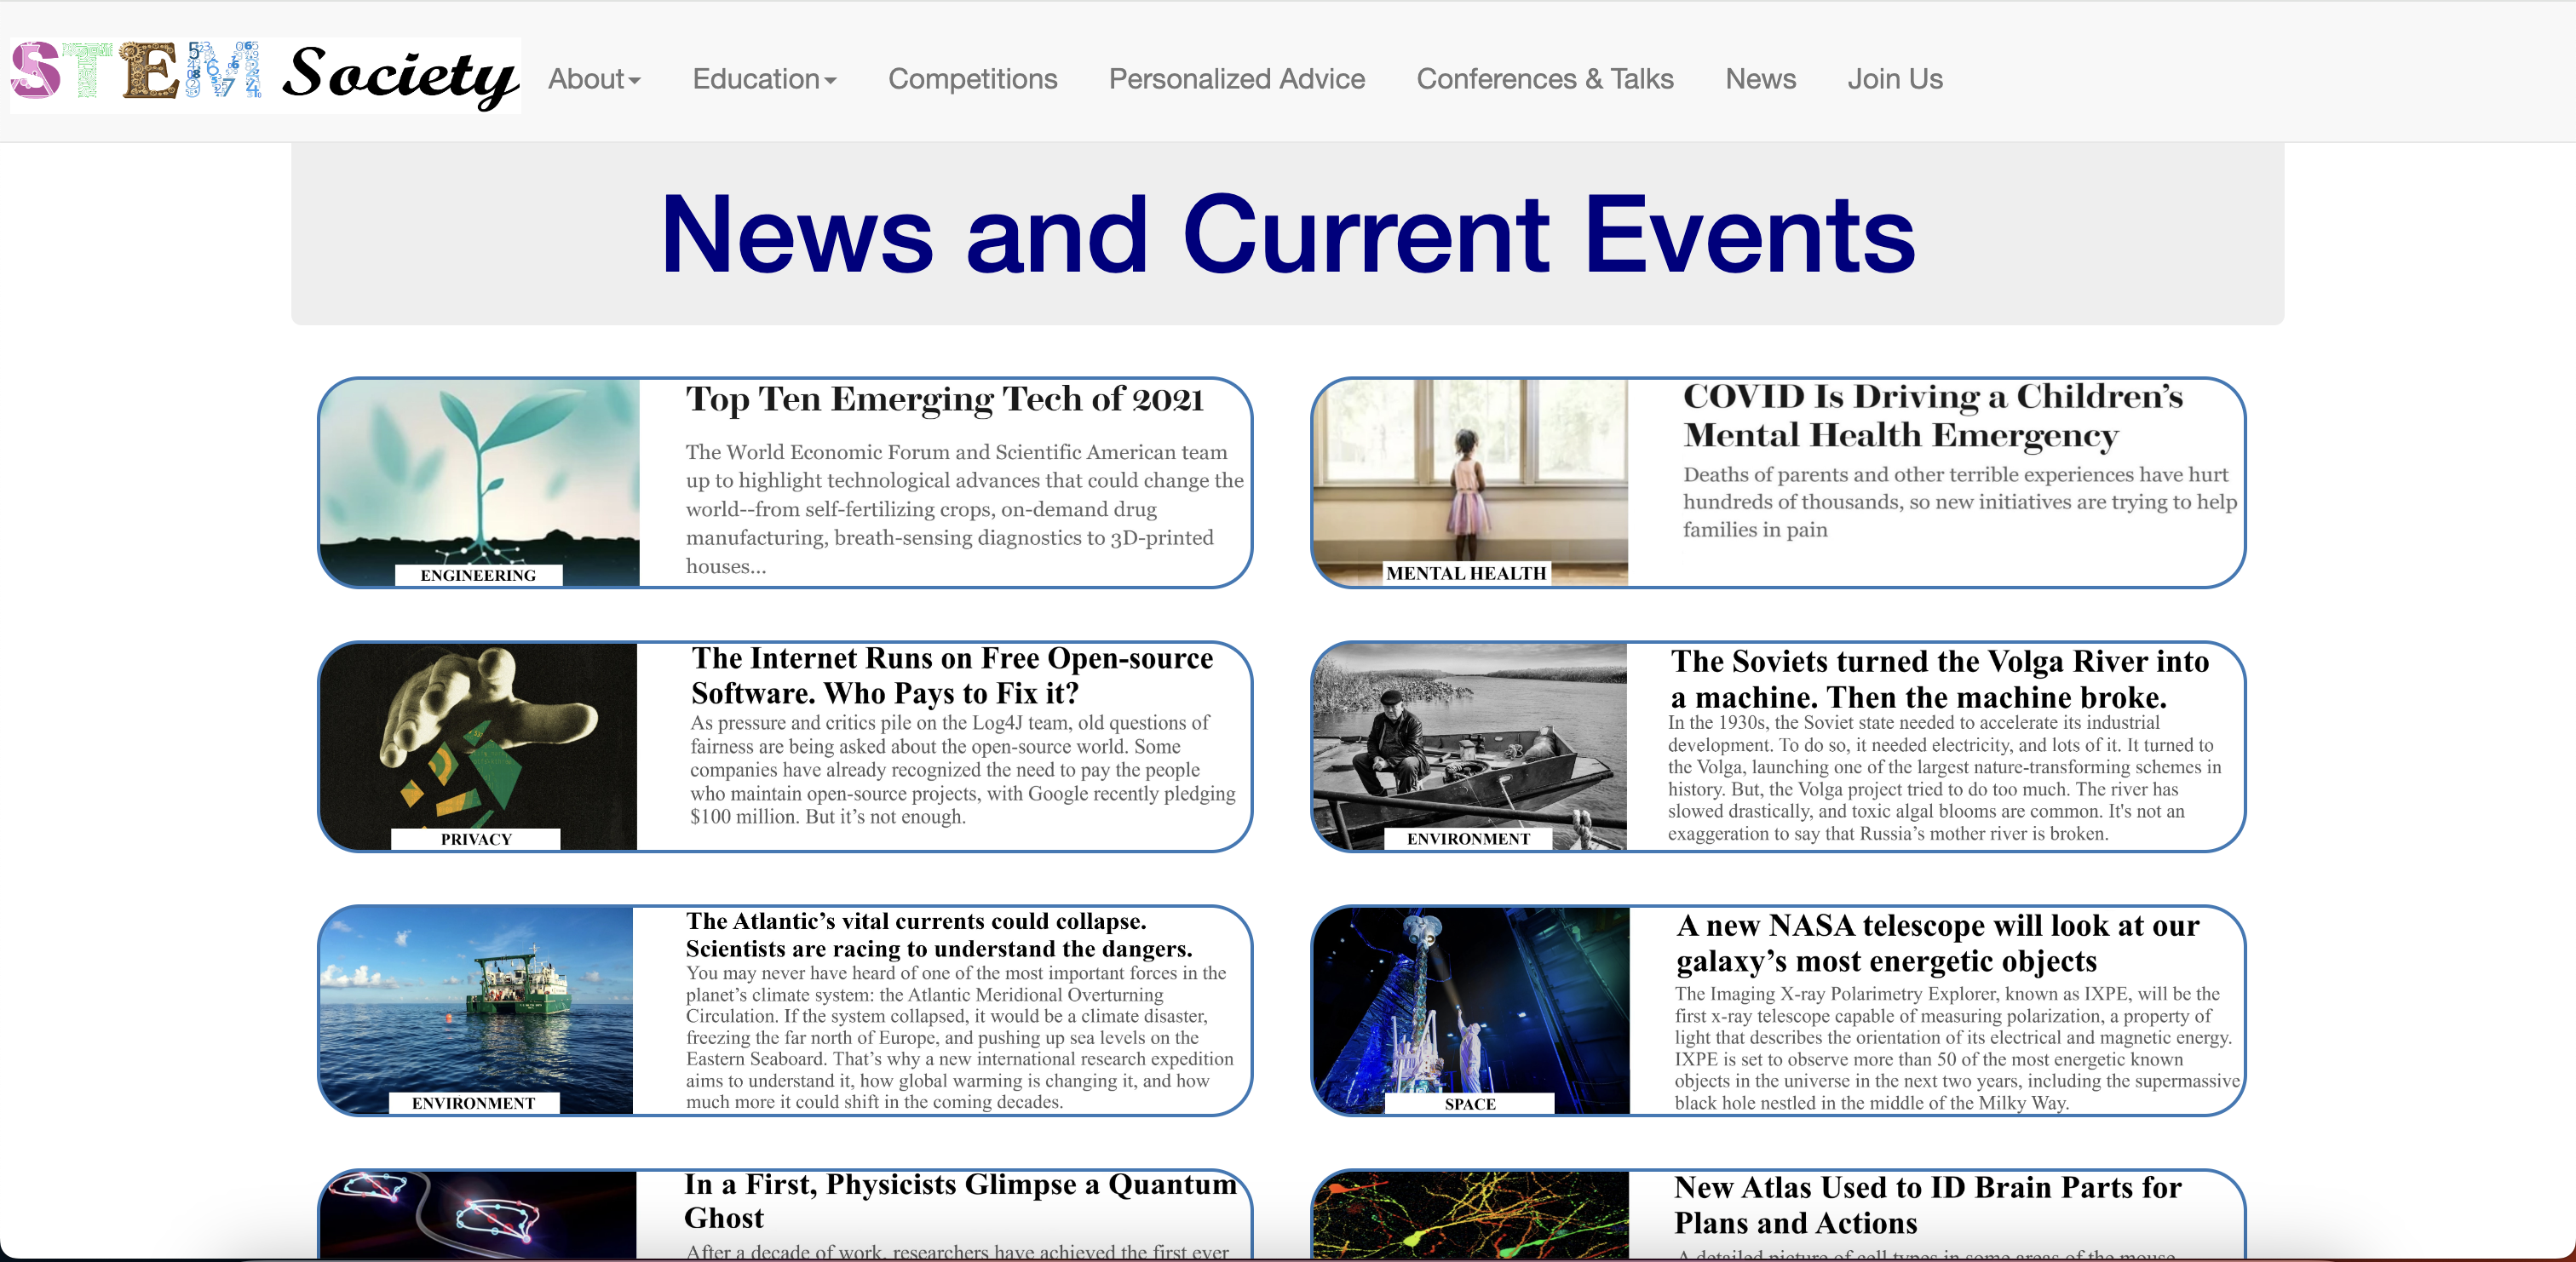 STEM Society
About
Education
Competitions
Personalized Advice
Conferences & Talks
News
Join Us
News and Current Events
Top Ten Emerging Tech of 2021
The World Economic Forum and Scientific American team
up to highlight technological advances that could change the
world--from self-fertilizing crops, on-demand drug
manufacturing, breath-sensing diagnostics to 3D-printed
houses...
ENGINEERING
COVID Is Driving a Children's
Mental Health Emergency
Deaths of parents and other terrible experiences have hurt
hundreds of thousands, so new initiatives are trying to help
families in pain
MENTAL HEALTH
The Internet Runs on Free Open-source
Software. Who Pays to Fix it?
As pressure and critics pile on the Log4J team, old questions of
fairness are being asked about the open-source world. Some
companies have already recognized the need to pay the people
who maintain open-source projects, with Google recently pledging
$100 million. But it's not enough.
PRIVACY
The Soviets turned the Volga River into
a machine. Then the machine broke.
In the 1930s, the Soviet state needed to accelerate its industrial
development. To do so, it needed electricity, and lots of it. It turned to
the Volga, launching one of the largest nature-transforming schemes in
history. But, the Volga project tried to do too much. The river has
slowed drastically, and toxic algal blooms are common. It's not an
exaggeration to say that Russia's mother river is broken.
ENVIRONMENT
The Atlantic's vital currents could collapse.
Scientists are racing to understand the dangers.
You may never have heard of one of the most important forces in the
planet's climate system: the Atlantic Meridional Overturning
Circulation. If the system collapsed, it would be a climate disaster,
freezing the far north of Europe, and pushing up sea levels on the
Eastern Seaboard. That's why a new international research expedition
aims to understand it, how global warming is changing it, and how
much more it could shift in the coming decades.
ENVIRONMENT
A new NASA telescope will look at our
galaxy's most energetic objects
The Imaging X-ray Polarimetry Explorer, known as IXPE, will be the
first x-ray telescope capable of measuring polarization, a property of
light that describes the orientation of its electrical and magnetic energy.
IXPE is set to observe more than 50 of the most energetic known
objects in the universe in the next two years, including the supermassive
black hole nestled in the middle of the Milky Way.
SPACE
In a First, Physicists Glimpse a Quantum
Ghost
After a decade of work, researchers have achieved the first ever
New Atlas Used to ID Brain Parts for
Plans and Actions
A detailed picture of cell types in some areas of the mouse